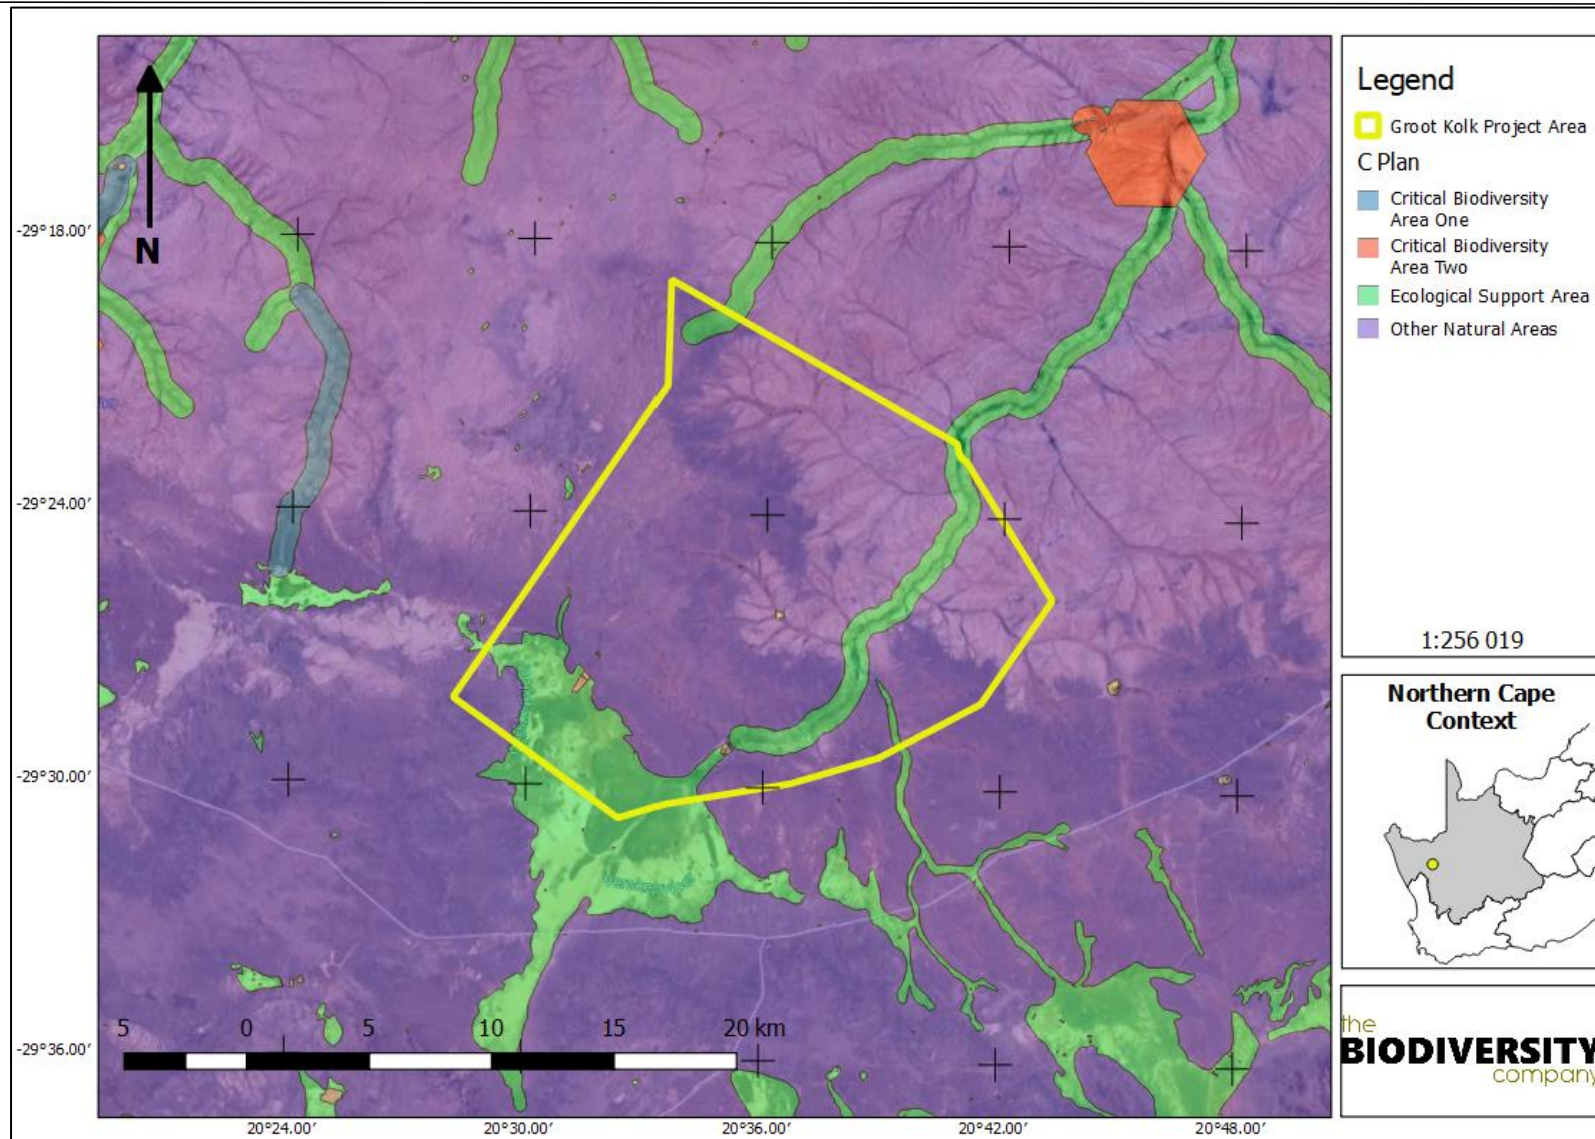 N
-29°18.00'
-29°24.00'
-29°30.00'
-29°36.00'
5 0 5 10 15 20 km
20°24.00' 20°30.00' 20°36.00' 20°42.00' 20°48.00'
Legend
Groot Kolk Project Area
C Plan
Critical Biodiversity
Area One
Critical Biodiversity
Area Two
Ecological Support Area
Other Natural Areas
1:256 019
Northern Cape
Context
the
BIODIVERSITY
company